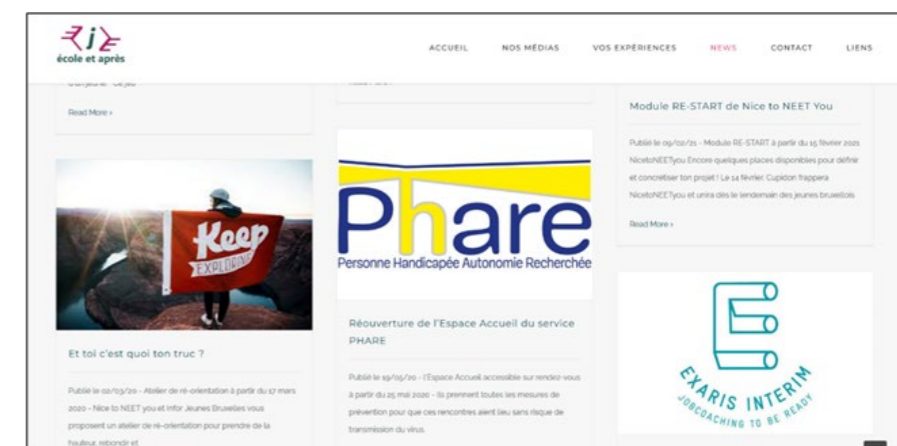 école et après
ACCUEIL NOS MÉDIAS VOS EXPÉRIENCES NEWS CONTACT LIENS
Read More »
Keep
EXPLORING
Et toi c'est quoi ton truc ?
Publié le 02/03/20 - Atelier de ré-orientation à partir du 17 mars
2020 - Nice to NEET you et Infor Jeunes Bruxelles vous
proposent un atelier de ré-orientation pour prendre de la
hauteur, rebondir et
Phare
Personne Handicapée Autonomie Recherchée
Réouverture de l'Espace Accueil du service
PHARE
Publié le 19/05/20 - l'Espace Accueil accessible sur rendez-vous
à partir du 25 mai 2020 - Ils prennent toutes les mesures de
prévention pour que ces rencontres aient lieu sans risque de
transmission du virus.
Module RE-START de Nice to NEET You
Publié le 09/02/21 - Module RE-START à partir du 15 février 2021
NicetoNEETyou Encore quelques places disponibles pour définir
et concrétiser ton projet ! Le 14 février, Cupidon frappera
NicetoNEETyou et unira dès le lendemain des jeunes bruxellois
Read More »
EXARIS INTERIM
JOBCOACHING TO BE READY